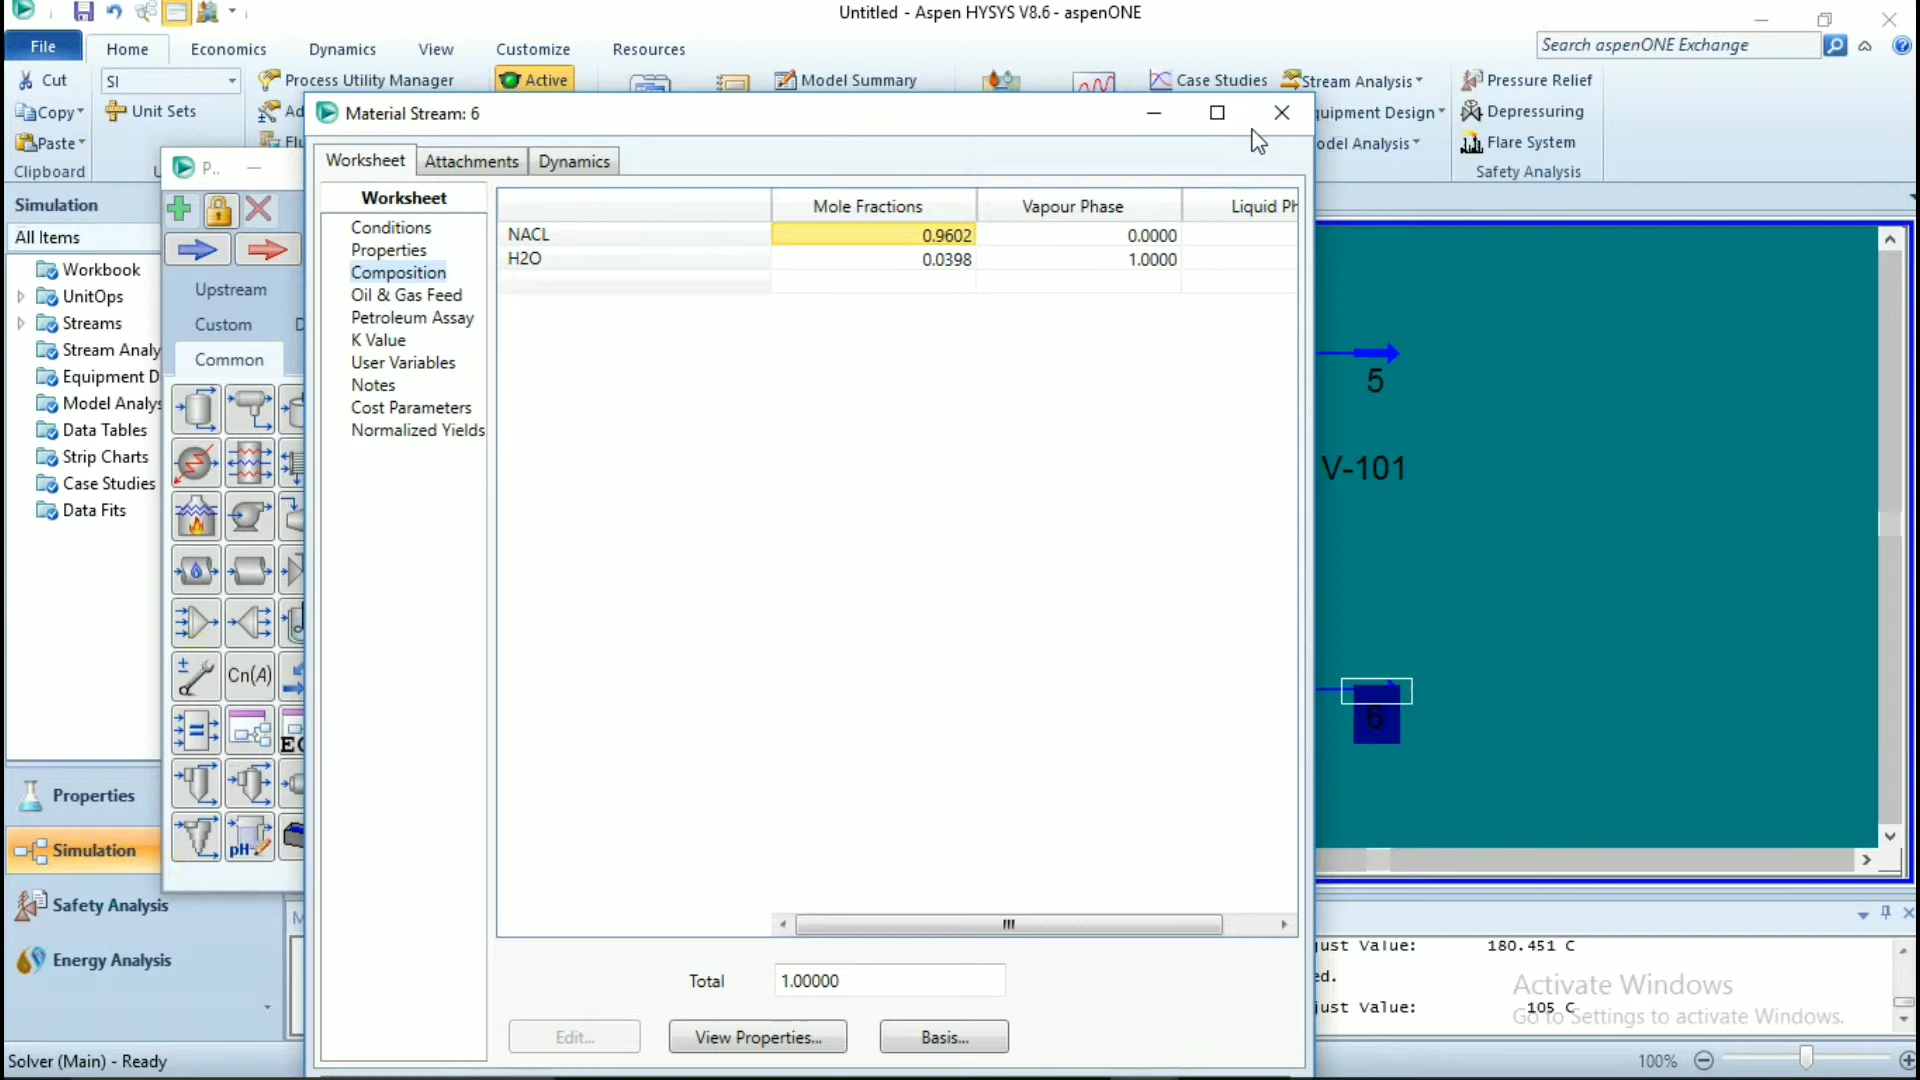 Untitled - Aspen HYSYS V8.6 - aspenONE
File
Home
Economics
Dynamics
View
Customize
Resources
Search aspenONE Exchange
Cut
SI
Process Utility Manager
Active
Model Summary
Case Studies
Stream Analysis
Pressure Relief
Copy
Unit Sets
Depressuring
Paste
Model Analysis
Flare System
Clipboard
Safety Analysis
Material Stream: 6
P..
Worksheet
Attachments
Dynamics
Simulation
All Items
Workbook
UnitOps
Streams
Stream Analy
Equipment D
Model Analys
Data Tables
Strip Charts
Case Studies
Data Fits
Upstream
Custom
Common
Cn(A)
pH
Worksheet
Conditions
Properties
Composition
Oil & Gas Feed
Petroleum Assay
K Value
User Variables
Notes
Cost Parameters
Normalized Yields
Mole Fractions
Vapour Phase
Liquid Ph
NACL
0.9602
0.0000
H2O
0.0398
1.0000
Total
1.00000
Edit...
View Properties...
Basis...
5
V-101
6
Properties
Simulation
Safety Analysis
Energy Analysis
just Value: 180.451 C
ed.
just Value: 105 C
Activate Windows
Go to Settings to activate Windows.
Solver (Main) - Ready
100%